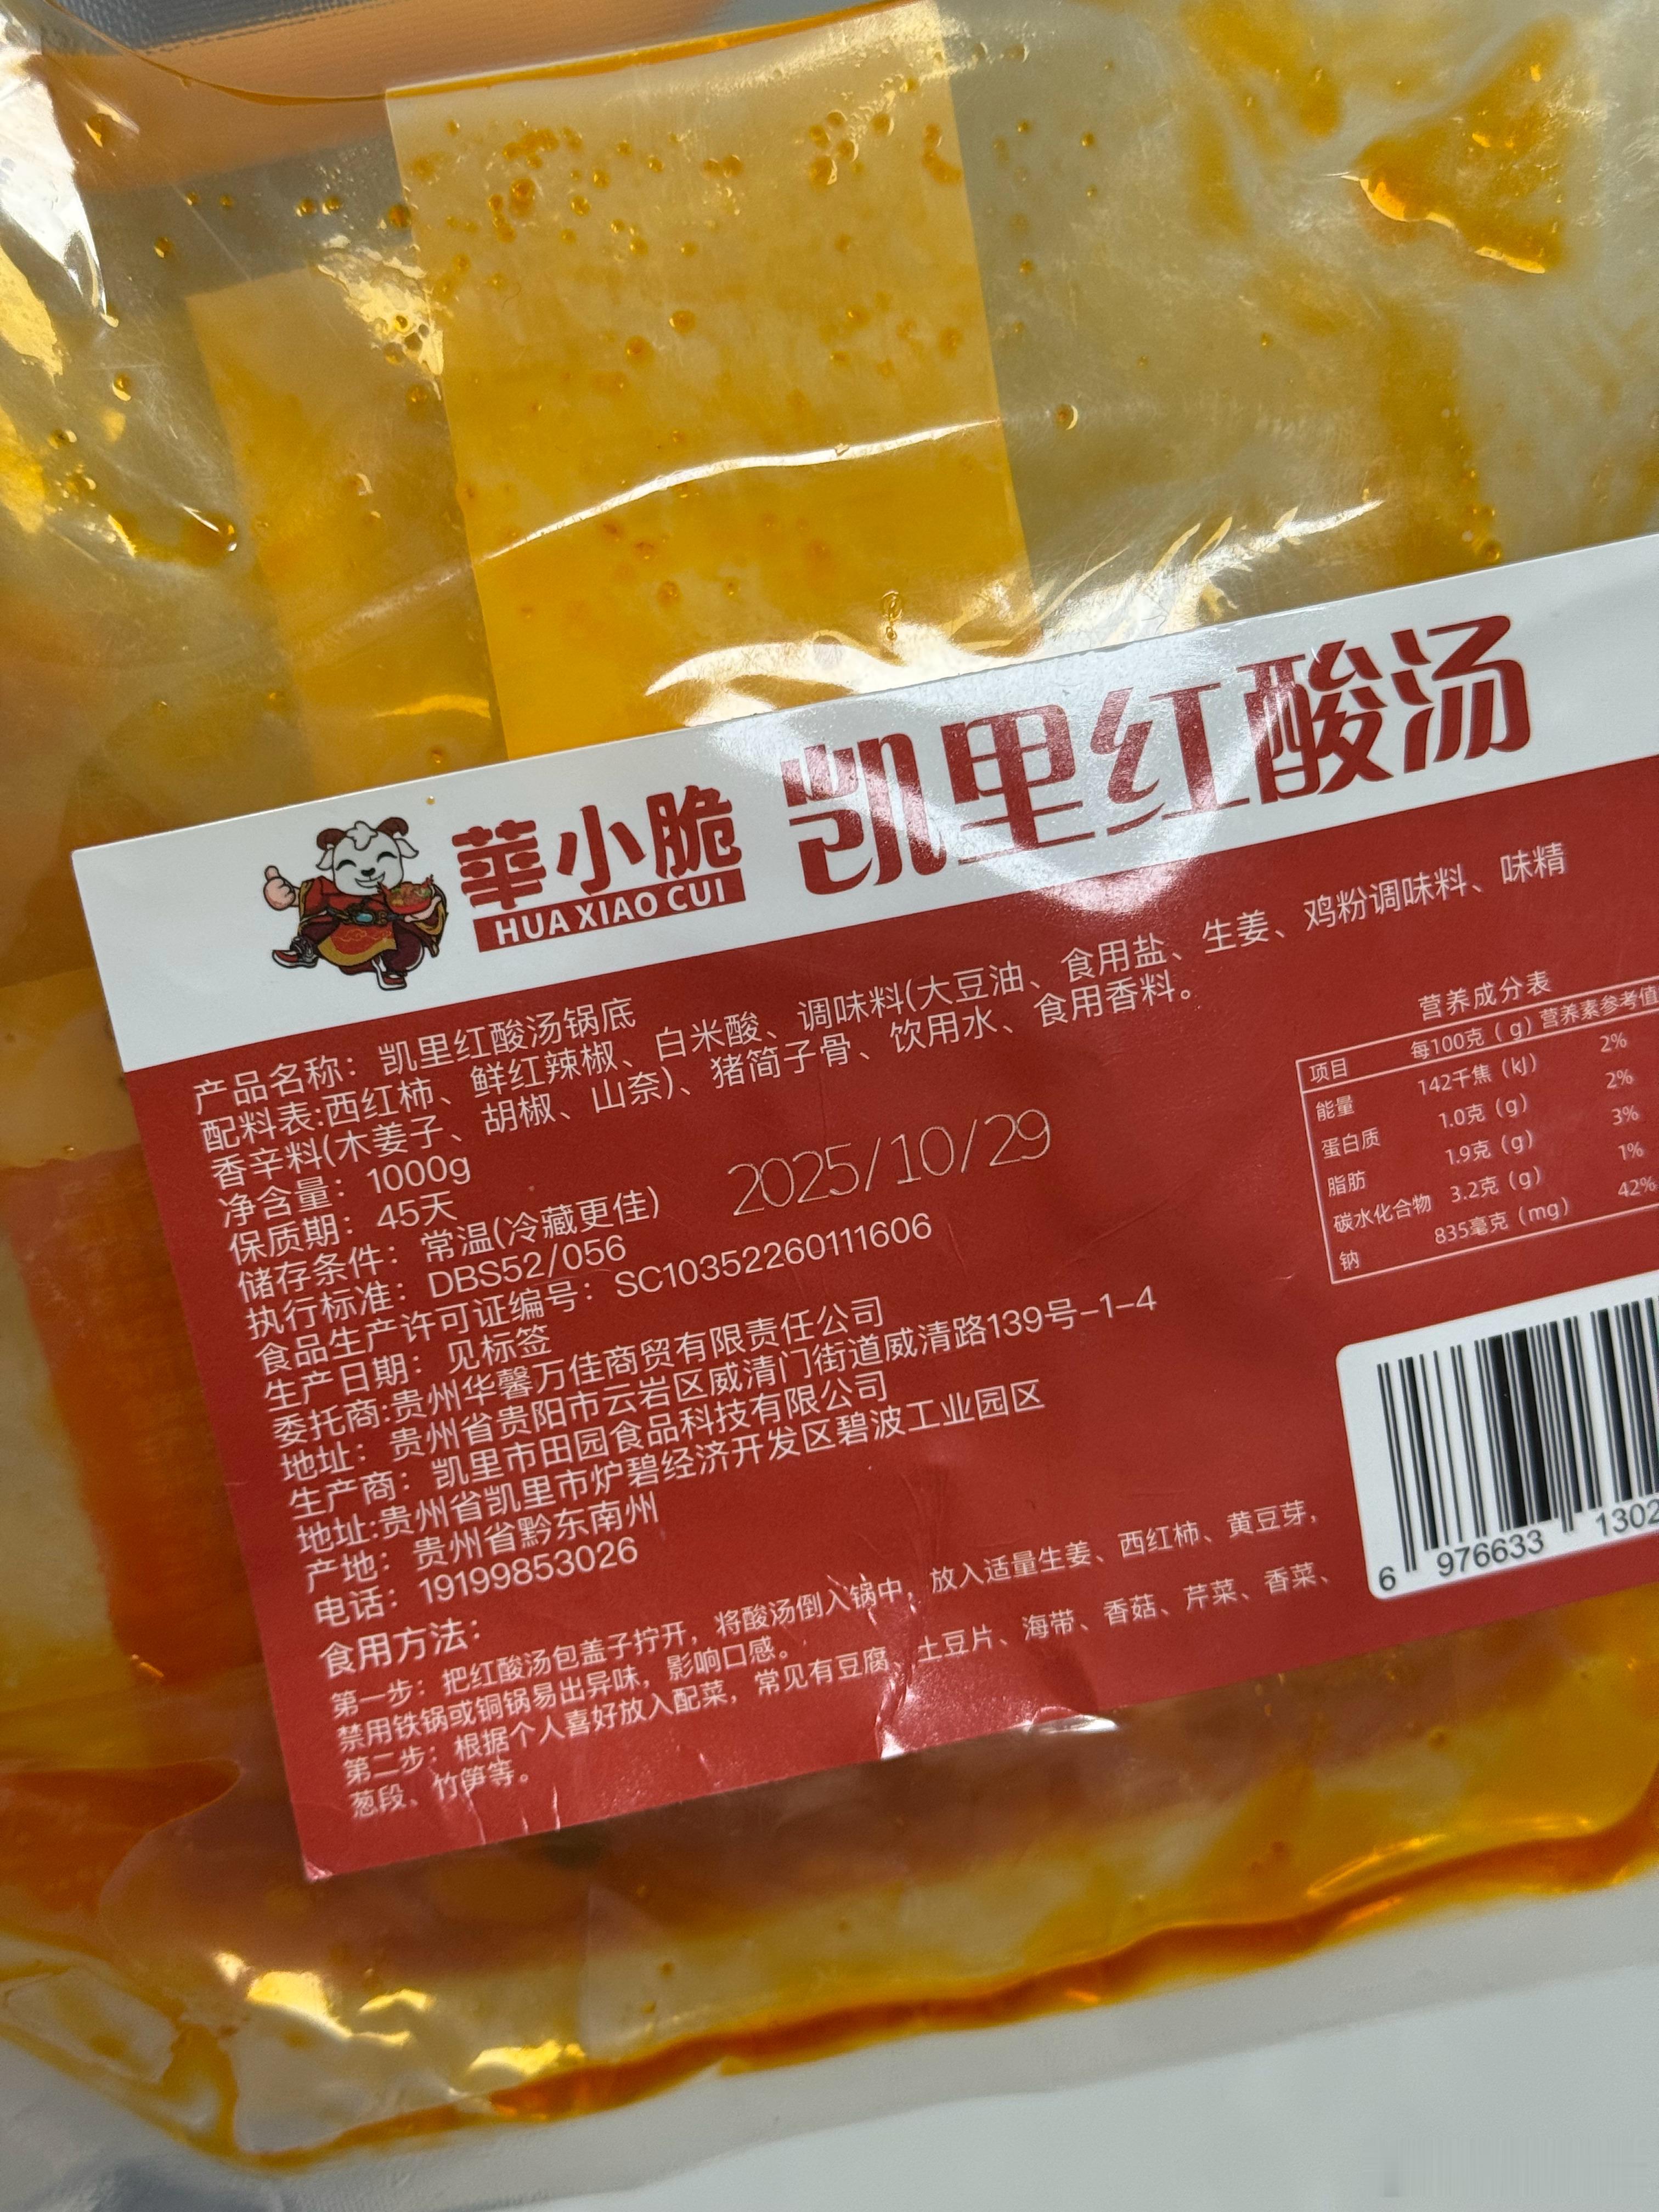 華小脆
HUA XIAO CUI
凯里红酸汤
产品名称：凯里红酸汤锅底
配料表:西红柿、鲜红辣椒、白米酸、调味料(大豆油、食用盐、生姜、鸡粉调味料、味精
香辛料(木姜子、胡椒、山奈)、猪简子骨、饮用水、食用香料。
净含量：1000g
保质期：45天
储存条件：常温(冷藏更佳)
2025/10/29
执行标准：DBS52/056
食品生产许可证编号：SC10352260111606
生产日期：见标签
委托商:贵州华馨万佳商贸有限责任公司
地址：贵州省贵阳市云岩区威清门街道威清路139号-1-4
生产商：凯里市田园食品科技有限公司
地址:贵州省凯里市炉碧经济开发区碧波工业园区
产地：贵州省黔东南州
电话：19199853026
食用方法：
第一步：把红酸汤包盖子拧开，将酸汤倒入锅中，放入适量生姜、西红柿、黄豆芽，
禁用铁锅或铜锅易出异味，影响口感。
第二步：根据个人喜好放入配菜，常见有豆腐、土豆片、海带、香菇、芹菜、香菜、
葱段、竹笋等。
营养成分表
项目 每100克（g）营养素参考值
能量 142千焦（kJ） 2%
蛋白质 1.0克（g） 2%
脂肪 1.9克（g） 3%
碳水化合物 3.2克（g） 1%
钠 835毫克（mg） 42%
6 976633 1302